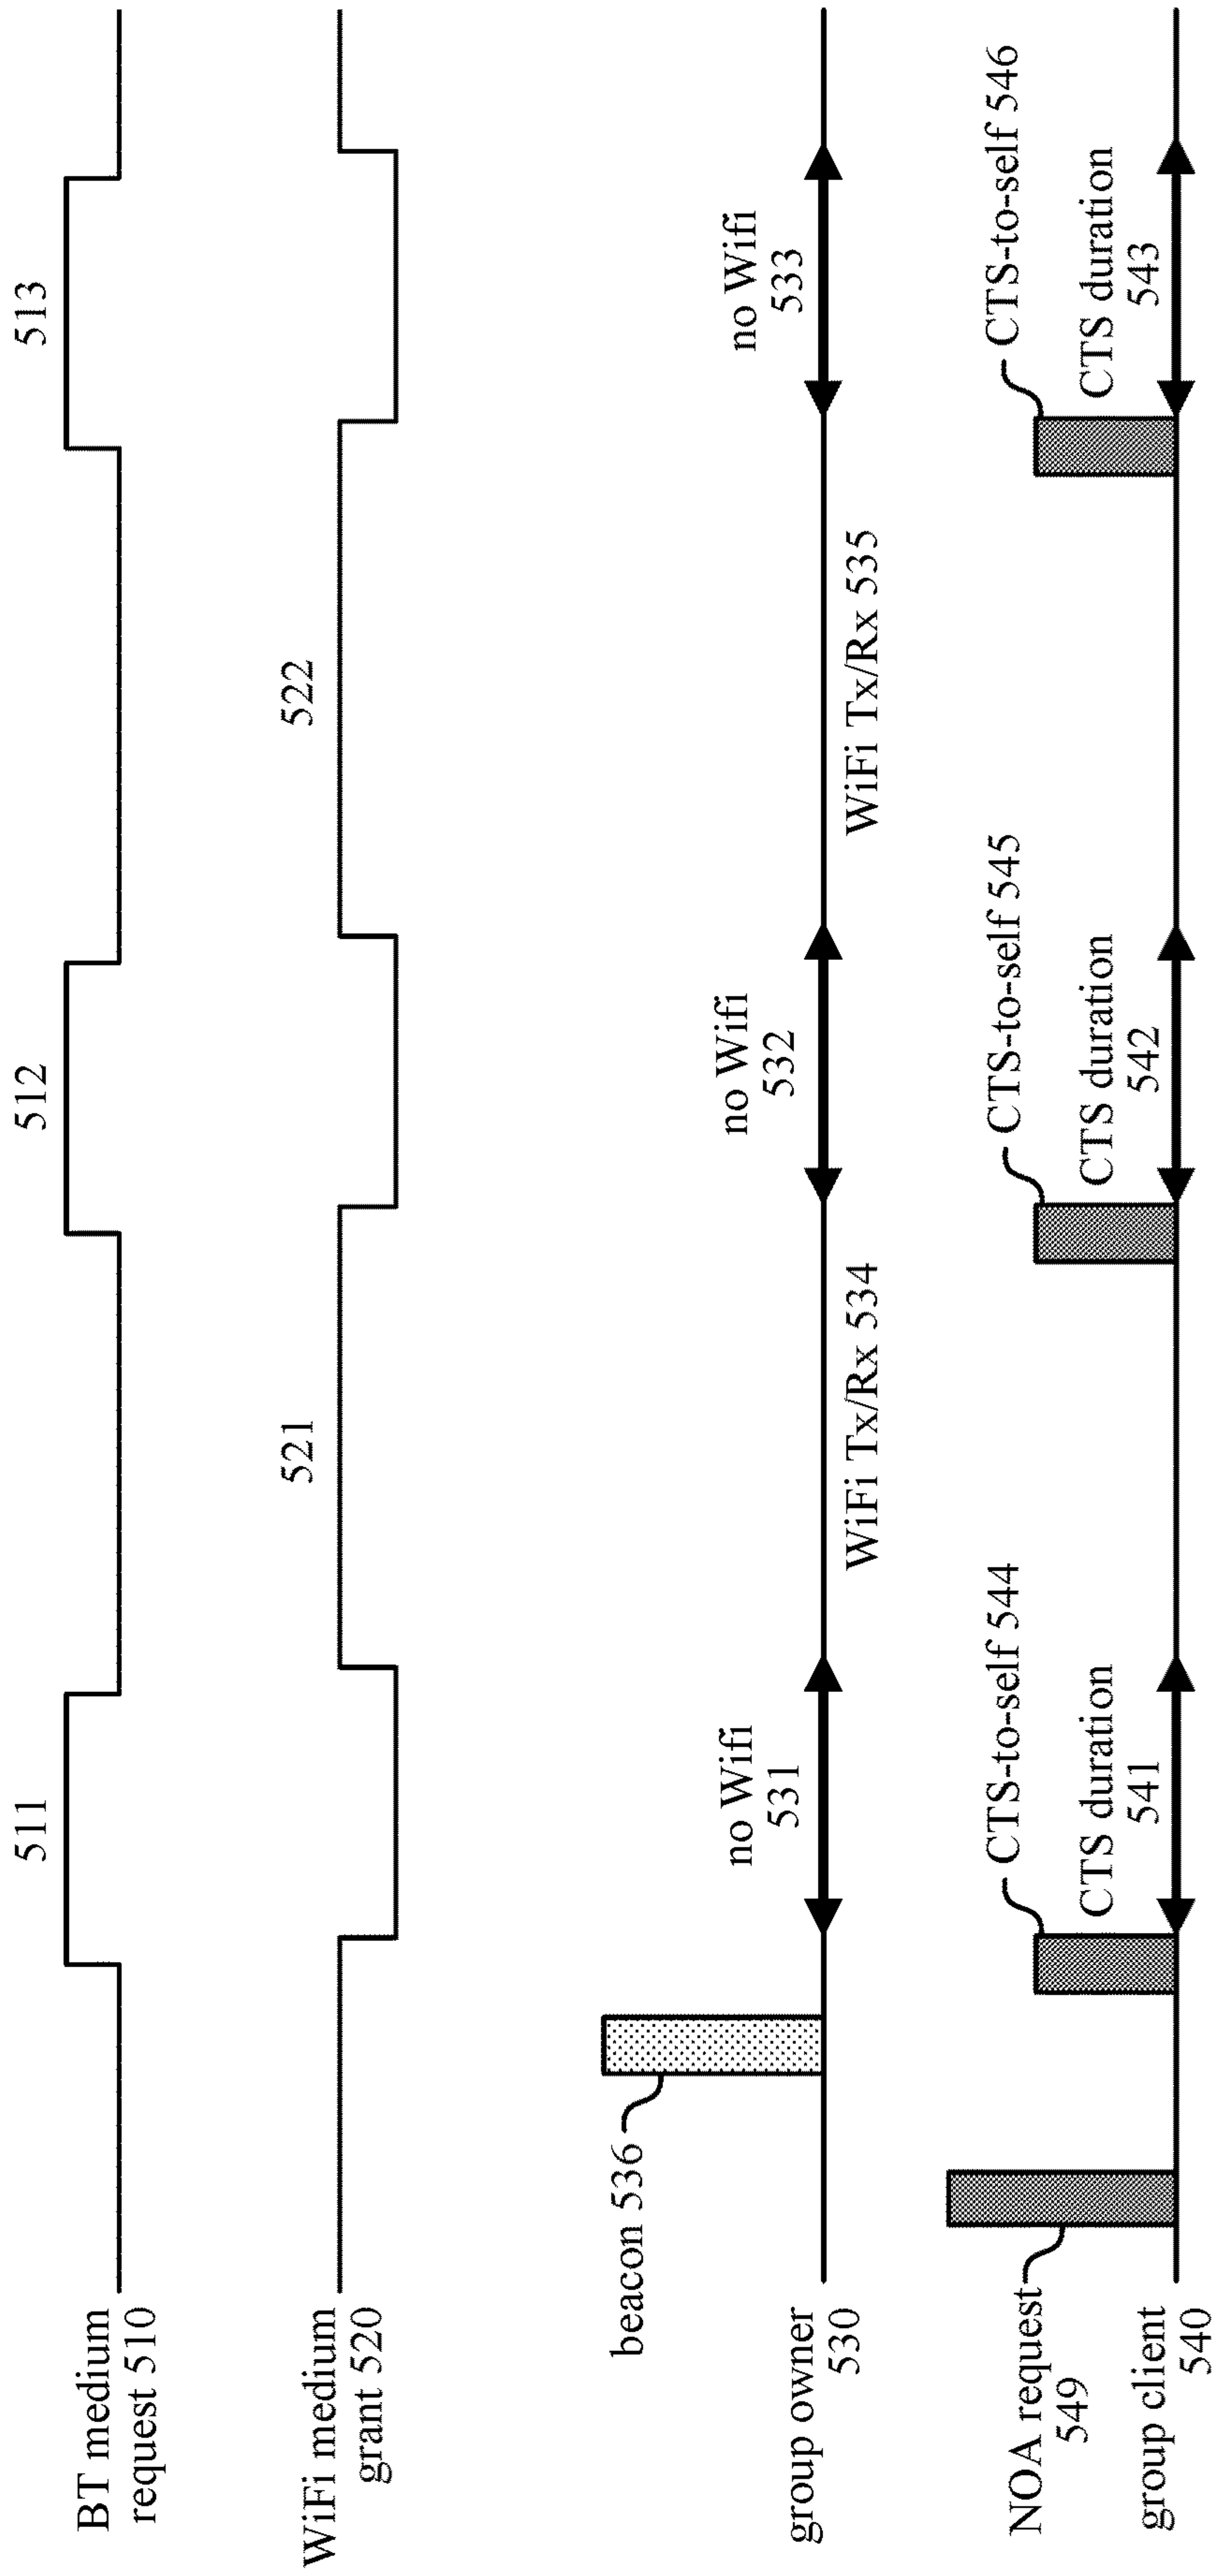 BT medium
request 510
511
512
513
WiFi medium
grant 520
521
522
beacon 536
group owner
530
no Wifi
531
WiFi Tx/Rx 534
no Wifi
532
WiFi Tx/Rx 535
no Wifi
533
NOA request
549
group client
540
CTS-to-self 544
CTS duration
541
CTS-to-self 545
CTS duration
542
CTS-to-self 546
CTS duration
543